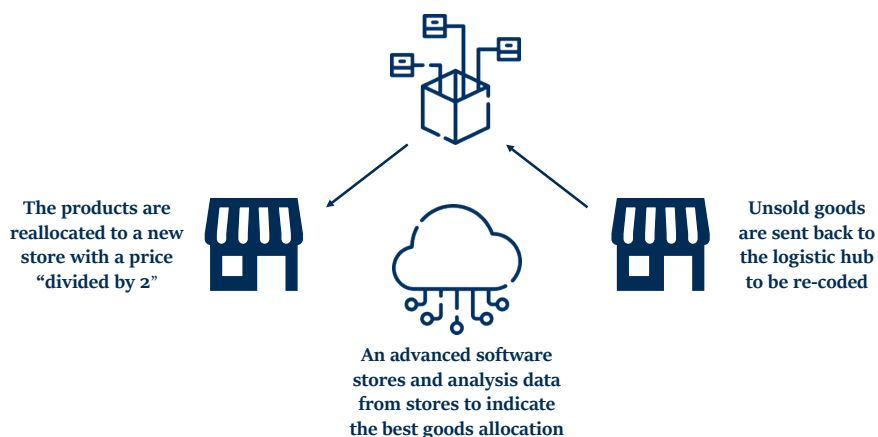 The products are
reallocated to a new
store with a price
“divided by 2”
Unsold goods
are sent back to
the logistic hub
to be re-coded
An advanced software
stores and analysis data
from stores to indicate
the best goods allocation